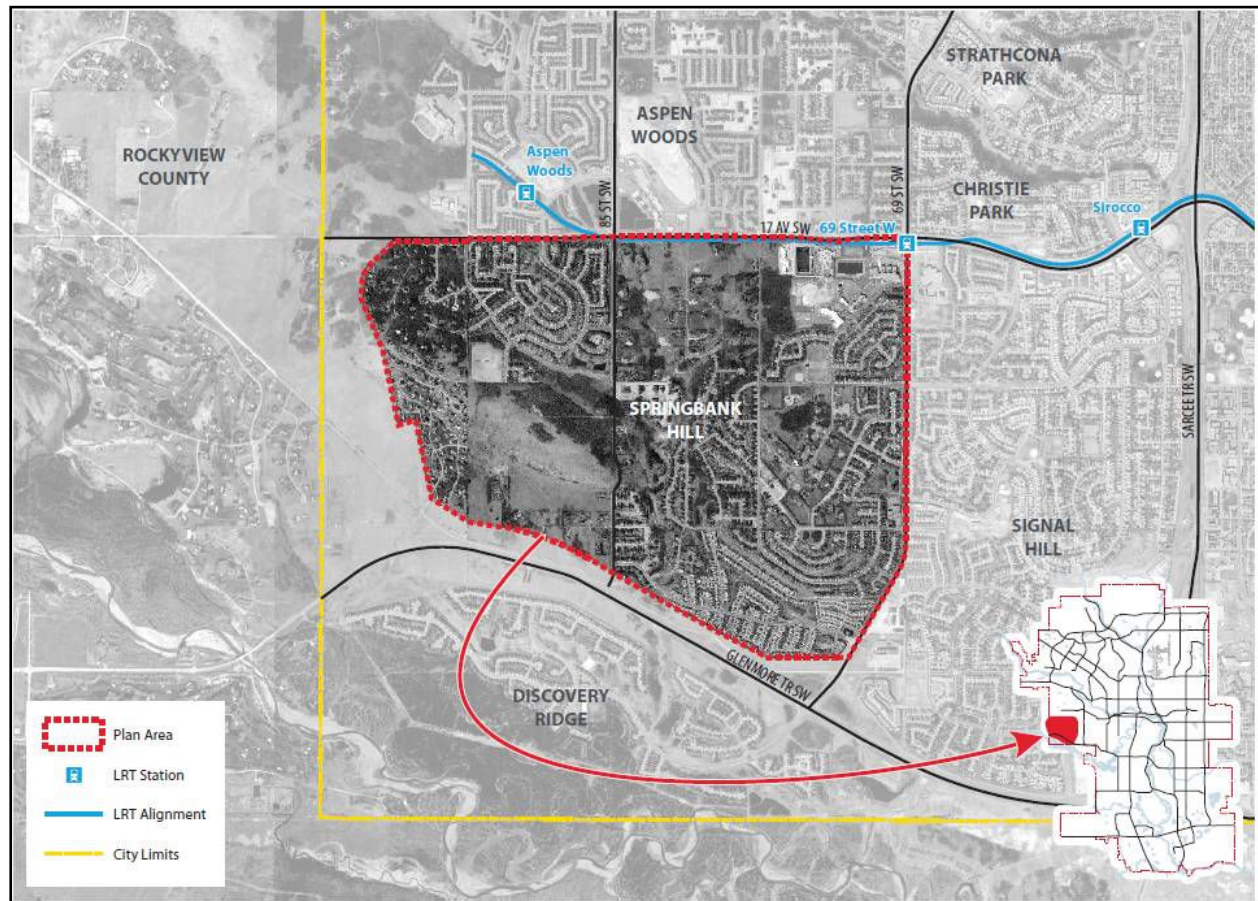 STRATHCONA
PARK
ASPEN
WOODS
ROCKYVIEW
COUNTY
Aspen
Woods
85 ST SW
69 ST SW
CHRISTIE
PARK
Sirocco
17 AV SW
69 Street W
SARCEE TR SW
SPRINGBANK
HILL
SIGNAL
HILL
GLENMORE TR SW
DISCOVERY
RIDGE
Plan Area
LRT Station
LRT Alignment
City Limits